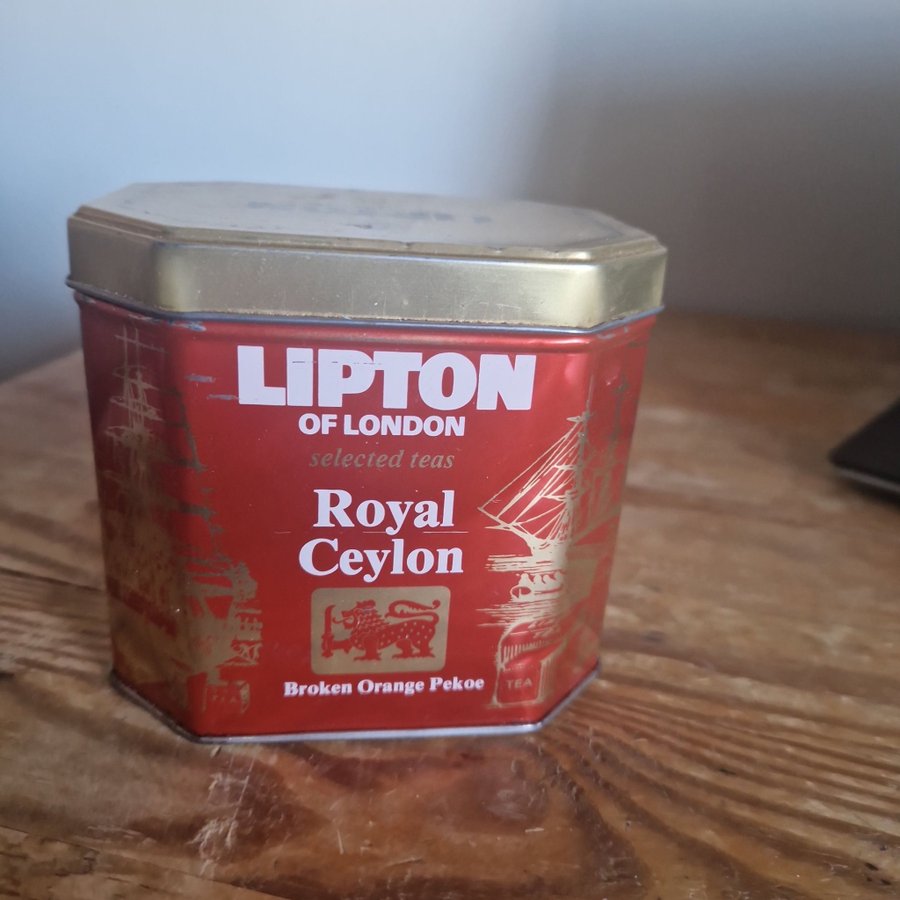 LIPTON
OF LONDON
selected teas
Royal
Ceylon
Broken Orange Pekoe
TEA